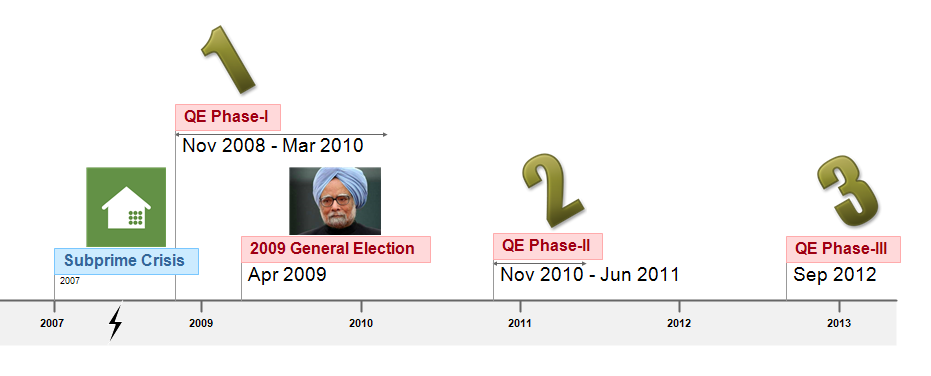 1
QE Phase-I
Nov 2008 - Mar 2010
Subprime Crisis
2007
2009 General Election
Apr 2009
2
QE Phase-II
Nov 2010 - Jun 2011
3
QE Phase-III
Sep 2012
2007
2009
2010
2011
2012
2013